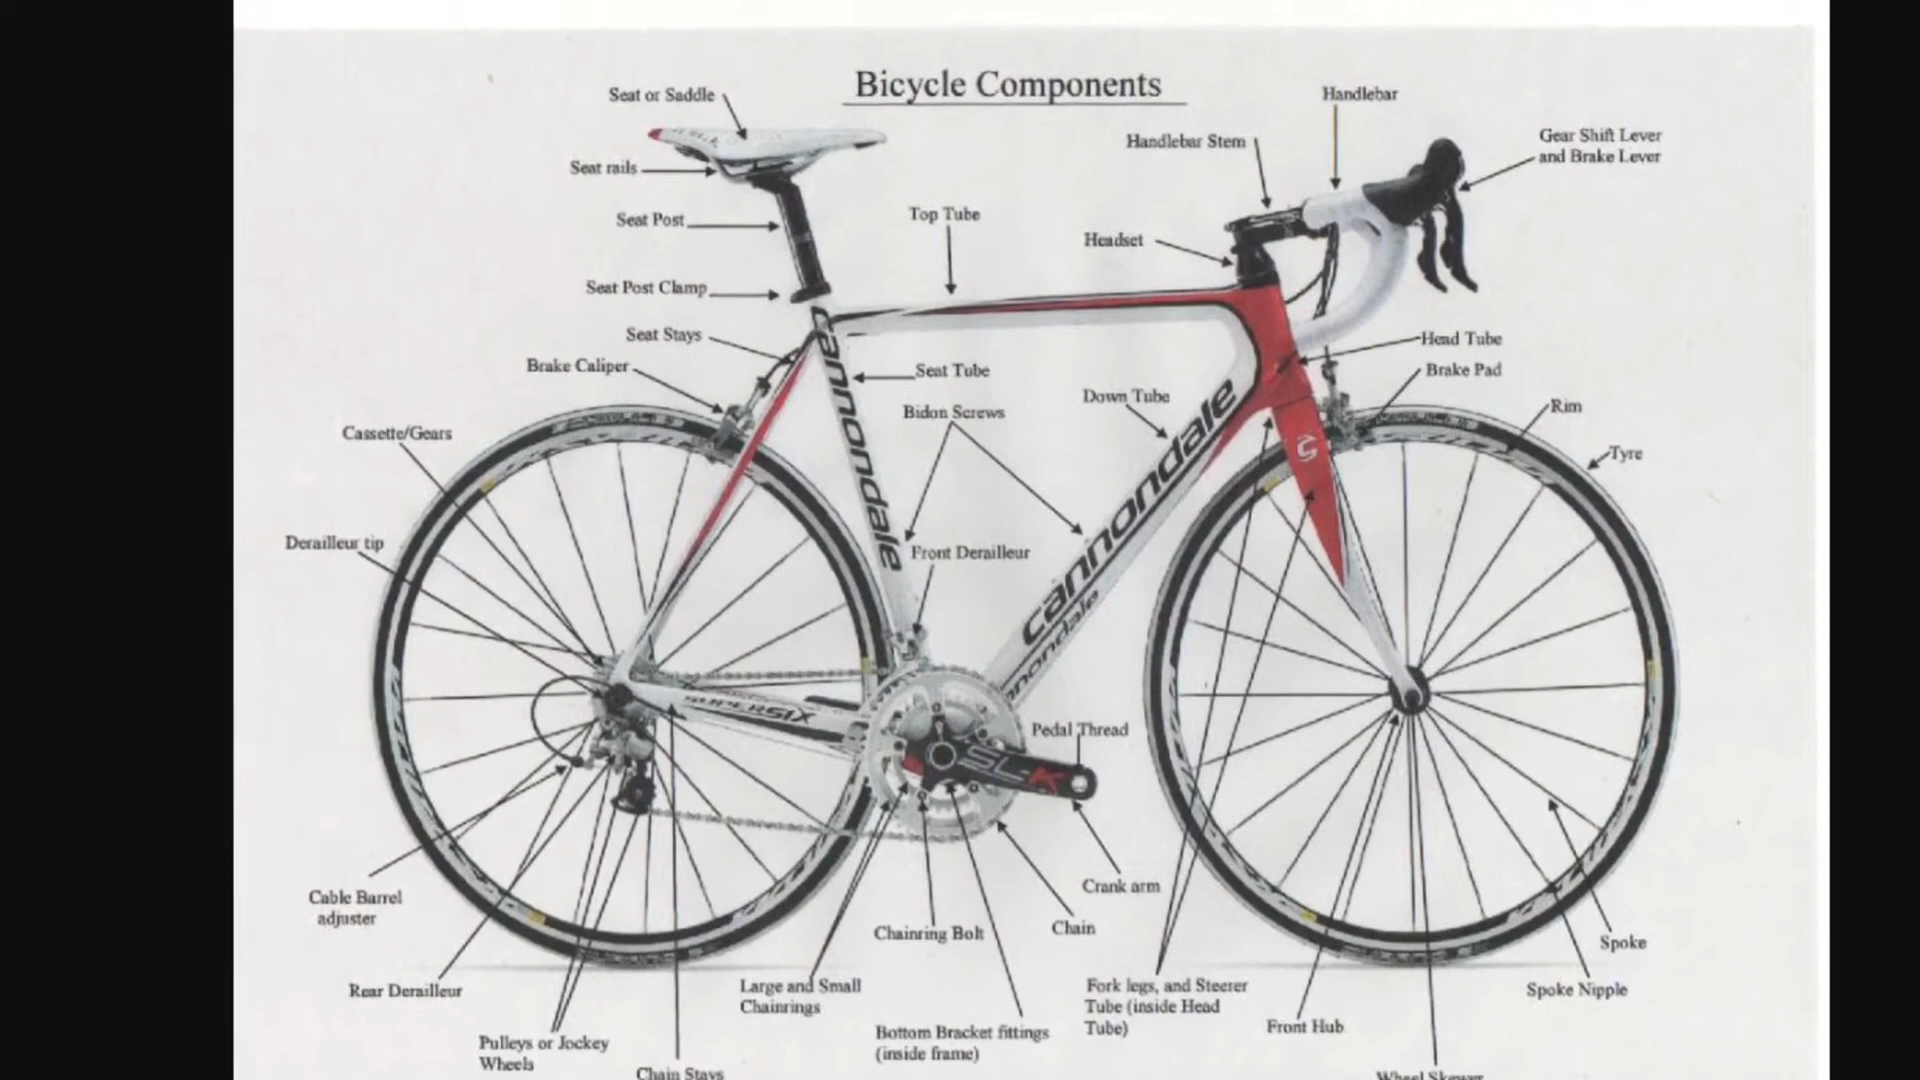 Bicycle Components
Seat or Saddle
Handlebar
Handlebar Stem
Gear Shift Lever
and Brake Lever
Seat rails
Seat Post
Top Tube
Headset
Seat Post Clamp
Seat Stays
Head Tube
Brake Caliper
Seat Tube
Brake Pad
Down Tube
Bidon Screws
Rim
Cassette/Gears
Tyre
cannondale
cannondale
Derailleur tip
Front Derailleur
SUPERSIX
Pedal Thread
SL-K
Cable Barrel
adjuster
Crank arm
Chainring Bolt
Chain
Spoke
Rear Derailleur
Large and Small
Chainrings
Fork legs, and Steerer
Tube (inside Head
Tube)
Spoke Nipple
Front Hub
Bottom Bracket fittings
(inside frame)
Pulleys or Jockey
Wheels
Chain Stays
Wheel Skewer